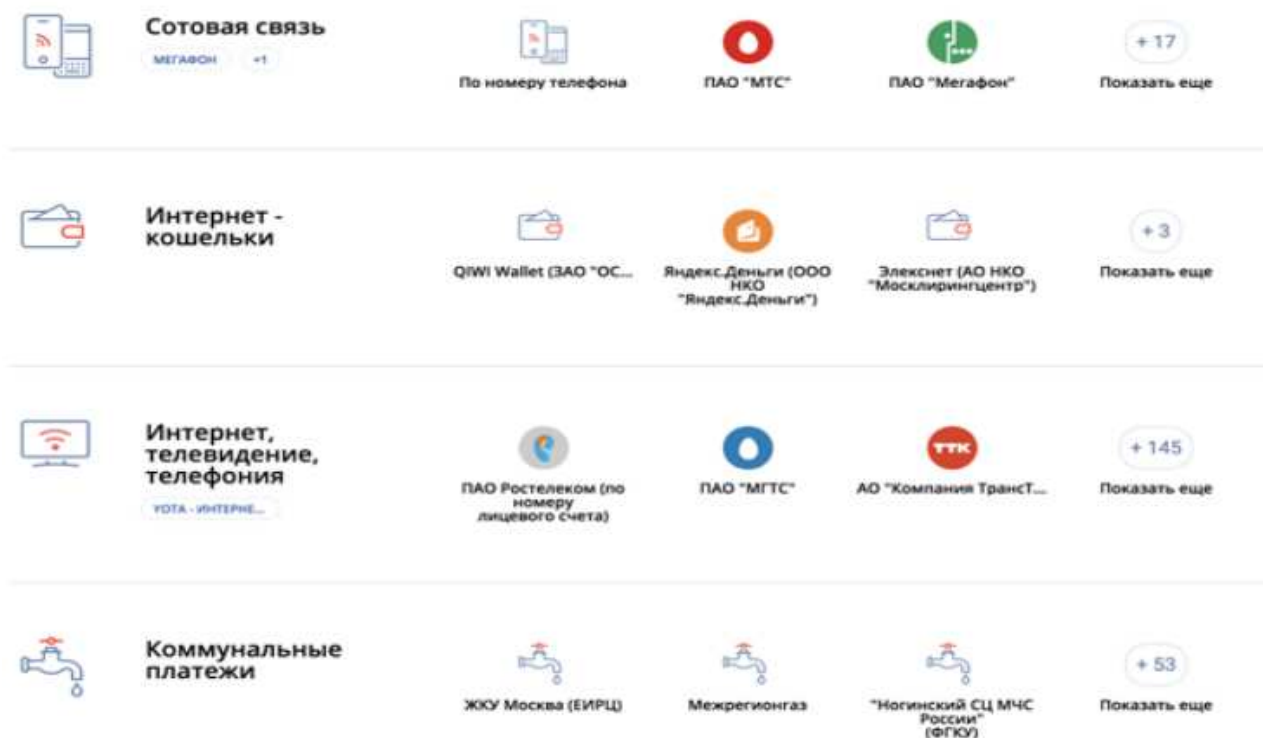 Сотовая связь
МЕГАФОН +1
По номеру телефона
ПАО "МТС"
ПАО "Мегафон"
+ 17
Показать еще
Интернет -
кошельки
QIWI Wallet (ЗАО "ОС...
Яндекс.Деньги (ООО
НКО
"Яндекс.Деньги")
Элекснет (АО НКО
"Москлирингцентр")
+ 3
Показать еще
Интернет,
телевидение,
телефония
YOTA - ИНТЕРНЕ...
ПАО Ростелеком (по
номеру
лицевого счета)
ПАО "МГТС"
ТТК
АО "Компания ТрансТ...
+ 145
Показать еще
Коммунальные
платежи
ЖКУ Москва (ЕИРЦ)
Межрегионгаз
"Ногинский СЦ МЧС
России"
(ФГКУ)
+ 53
Показать еще